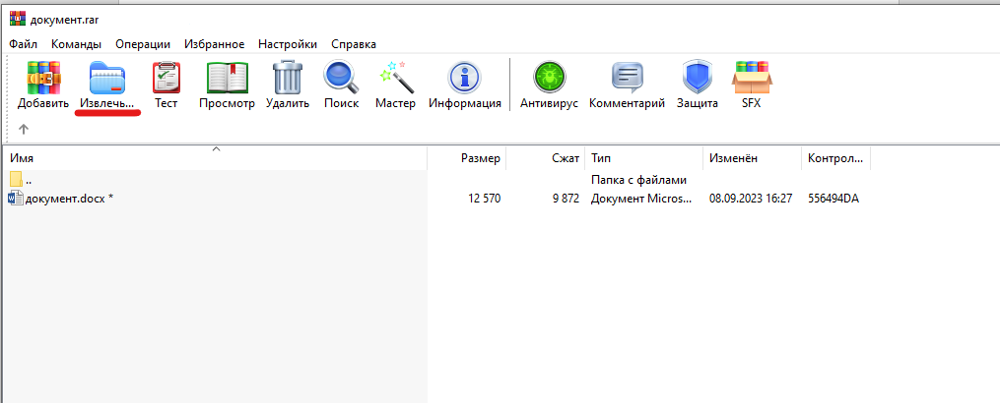 документ.rar
Файл Команды Операции Избранное Настройки Справка
Добавить Извлечь... Тест Просмотр Удалить Поиск Мастер Информация Антивирус Комментарий Защита SFX
Имя Размер Сжат Тип Изменён Контрол...
.. Папка с файлами
документ.docx * 12 570 9 872 Документ Micros... 08.09.2023 16:27 556494DA